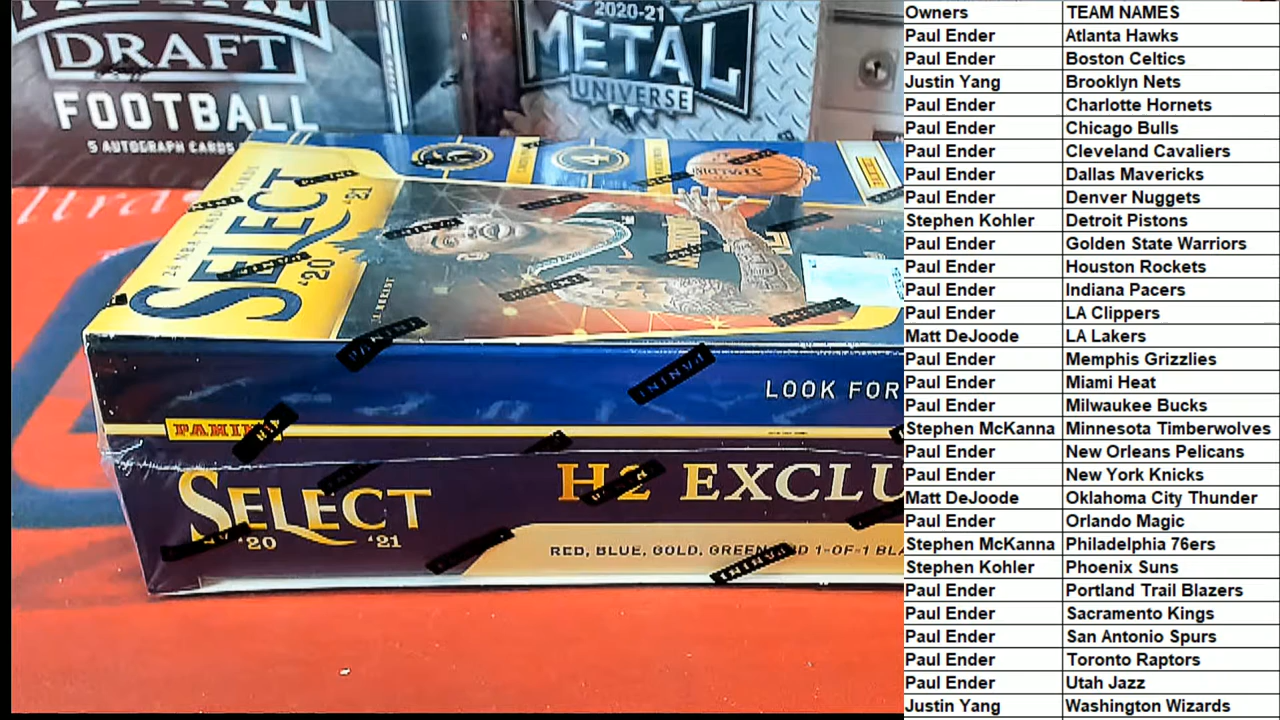 DRAFT
FOOTBALL
5 AUTOGRAPH CARDS
2020-21
METAL
UNIVERSE
SELECT
'20 '21
4
SPALDING
PANINI
LOOK FOR
PANINI
SELECT
'20 '21
H2 EXCLU
RED, BLUE, GOLD, GREEN AND 1-OF-1 BLA
Owners TEAM NAMES
Paul Ender Atlanta Hawks
Paul Ender Boston Celtics
Justin Yang Brooklyn Nets
Paul Ender Charlotte Hornets
Paul Ender Chicago Bulls
Paul Ender Cleveland Cavaliers
Paul Ender Dallas Mavericks
Paul Ender Denver Nuggets
Stephen Kohler Detroit Pistons
Paul Ender Golden State Warriors
Paul Ender Houston Rockets
Paul Ender Indiana Pacers
Paul Ender LA Clippers
Matt DeJoode LA Lakers
Paul Ender Memphis Grizzlies
Paul Ender Miami Heat
Paul Ender Milwaukee Bucks
Stephen McKanna Minnesota Timberwolves
Paul Ender New Orleans Pelicans
Paul Ender New York Knicks
Matt DeJoode Oklahoma City Thunder
Paul Ender Orlando Magic
Stephen McKanna Philadelphia 76ers
Stephen Kohler Phoenix Suns
Paul Ender Portland Trail Blazers
Paul Ender Sacramento Kings
Paul Ender San Antonio Spurs
Paul Ender Toronto Raptors
Paul Ender Utah Jazz
Justin Yang Washington Wizards